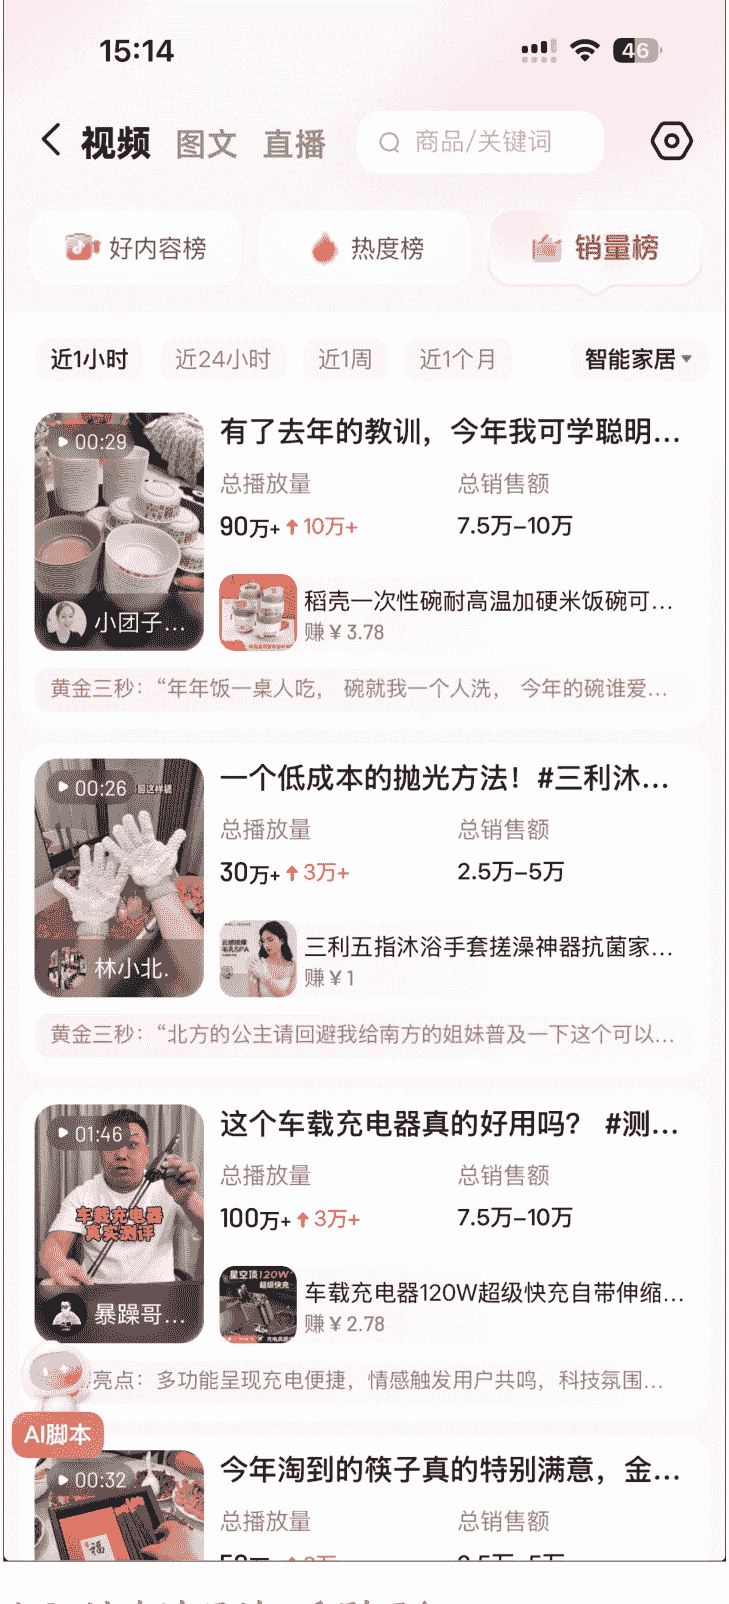 15:14
46
视频 图文 直播 商品/关键词
好内容榜 热度榜 销量榜
近1小时 近24小时 近1周 近1个月 智能家居
00:29
有了去年的教训，今年我可学聪明...
总播放量 总销售额
90万+ 10万+ 7.5万-10万
小团子...
稻壳一次性碗耐高温加硬米饭碗可...
赚¥3.78
黄金三秒：“年年饭一桌人吃， 碗就我一个人洗， 今年的碗谁爱...
00:26
一个低成本的抛光方法！#三利沐...
总播放量 总销售额
30万+ 3万+ 2.5万-5万
林小北.
三利五指沐浴手套搓澡神器抗菌家...
赚¥1
黄金三秒：“北方的公主请回避我给南方的姐妹普及一下这个可以...
01:46
这个车载充电器真的好用吗？ #测...
总播放量 总销售额
100万+ 3万+ 7.5万-10万
车载充电器
真实测评
暴躁哥...
星空顶120W
超级快充
车载充电器120W超级快充自带伸缩...
赚¥2.78
亮点：多功能呈现充电便捷，情感触发用户共鸣，科技氛围...
AI脚本
00:32
今年淘到的筷子真的特别满意，金...
总播放量 总销售额
福